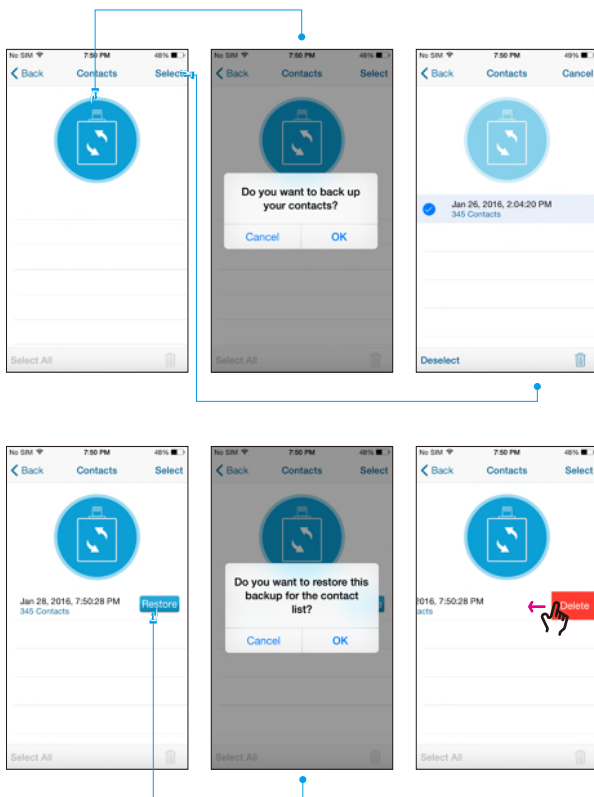 No SIM 7:50 PM 48%
Back Contacts Select
Select All
No SIM 7:50 PM 48%
Back Contacts Select
Do you want to back up
your contacts?
Cancel OK
Select All
No SIM 7:50 PM 49%
Back Contacts Cancel
Jan 26, 2016, 2:04:20 PM
345 Contacts
Deselect
No SIM 7:50 PM 48%
Back Contacts Select
Jan 28, 2016, 7:50:28 PM
345 Contacts
Restore
Select All
No SIM 7:50 PM 48%
Back Contacts Select
Do you want to restore this
backup for the contact
list?
Cancel OK
Select All
No SIM 7:50 PM 48%
Back Contacts Select
2016, 7:50:28 PM
acts
Delete
Select All